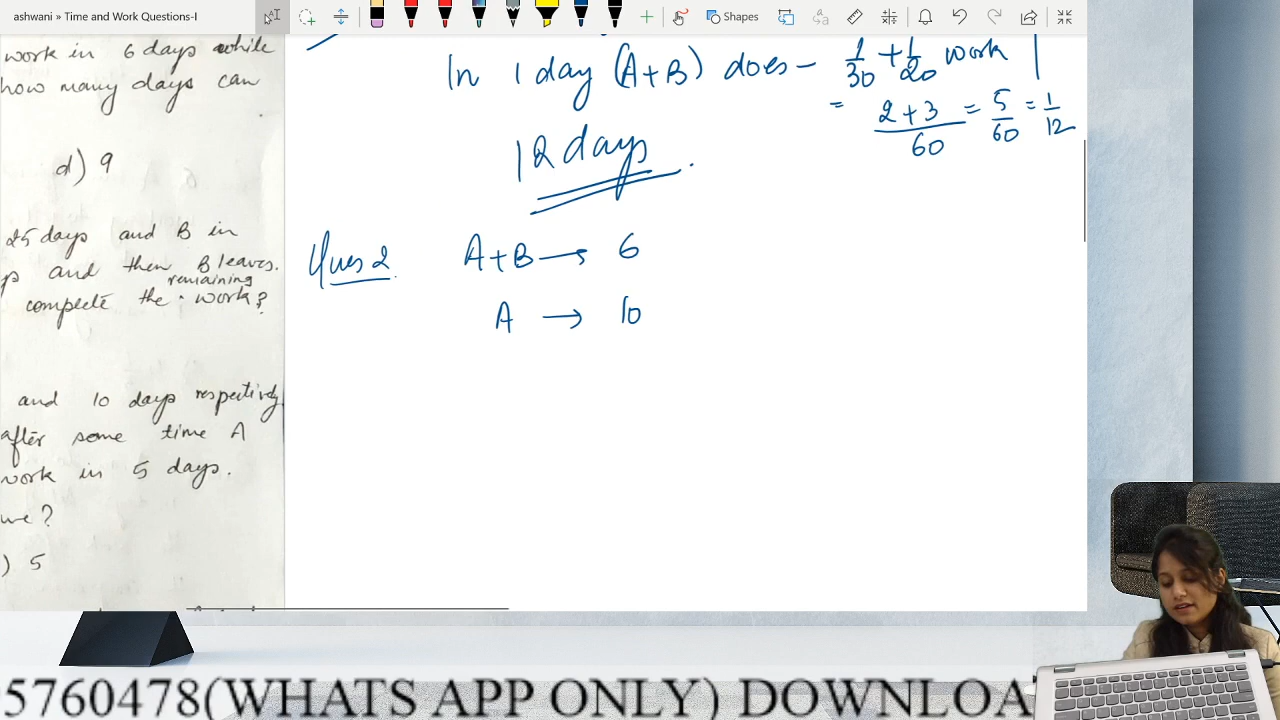 ashwani » Time and Work Questions-I
Shapes
work in 6 days while
how many days can
d) 9
25 days and B in
and then B leaves.
remaining
complete the work?
and 10 days respectively
after some time A
work in 5 days.
) 5
In 1 day (A+B) does - 1/30 + 1/20 work
= 2+3/60 = 5/60 = 1/12
12 days
Ques 2. A+B → 6
A → 10
5760478(WHATS APP ONLY) DOWNLOA